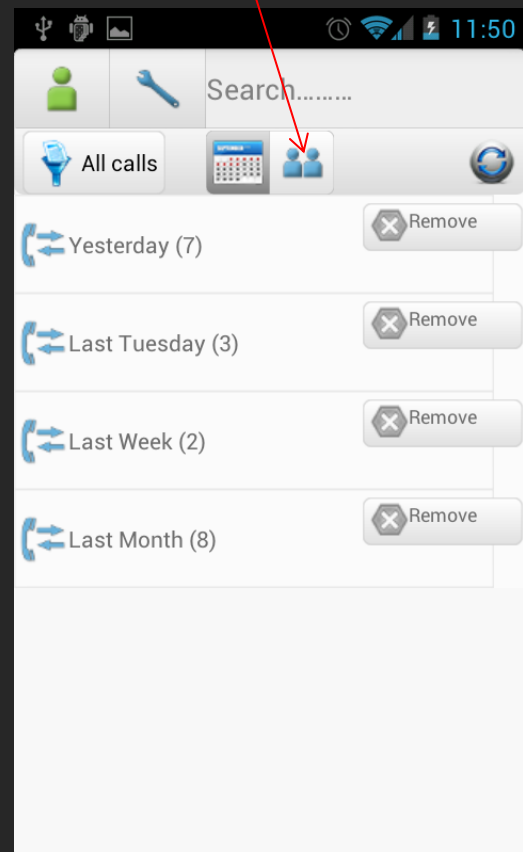 11:50
Search.........
All calls
Remove
Yesterday (7)
Remove
Last Tuesday (3)
Remove
Last Week (2)
Remove
Last Month (8)